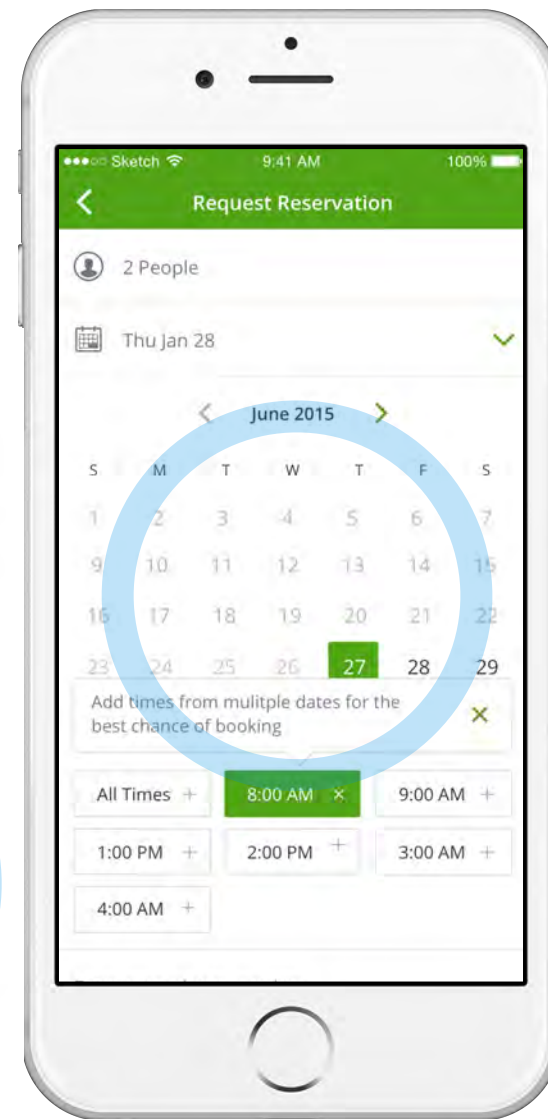 Sketch 9:41 AM 100%
Request Reservation
2 People
Thu Jan 28
June 2015
S M T W T F S
1 2 3 4 5 6 7
9 10 11 12 13 14 15
16 17 18 19 20 21 22
23 24 25 26 27 28 29
Add times from mulitple dates for the
best chance of booking
All Times + 8:00 AM × 9:00 AM +
1:00 PM + 2:00 PM + 3:00 AM +
4:00 AM +